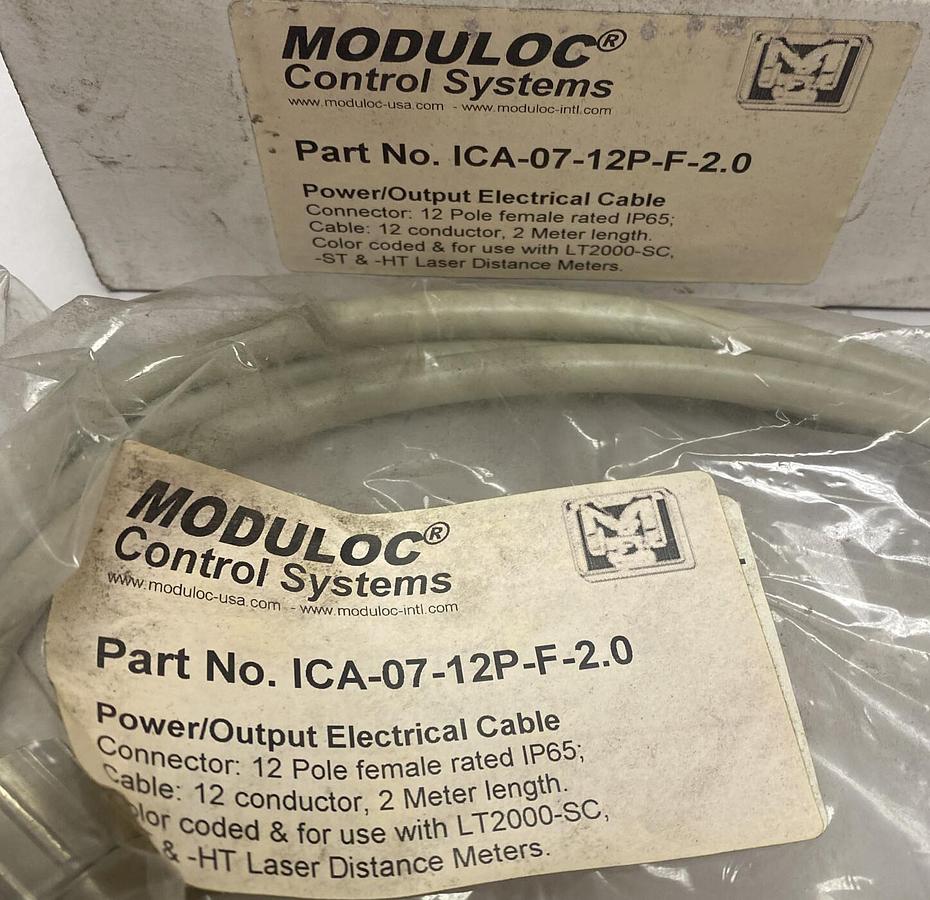 MODULOC®
Control Systems
www.moduloc-usa.com - www.moduloc-intl.com
Part No. ICA-07-12P-F-2.0
Power/Output Electrical Cable
Connector: 12 Pole female rated IP65;
Cable: 12 conductor, 2 Meter length.
Color coded & for use with LT2000-SC,
-ST & -HT Laser Distance Meters.
MODULOC®
Control Systems
www.moduloc-usa.com - www.moduloc-intl.com
Part No. ICA-07-12P-F-2.0
Power/Output Electrical Cable
Connector: 12 Pole female rated IP65;
Cable: 12 conductor, 2 Meter length.
olor coded & for use with LT2000-SC,
& -HT Laser Distance Meters.